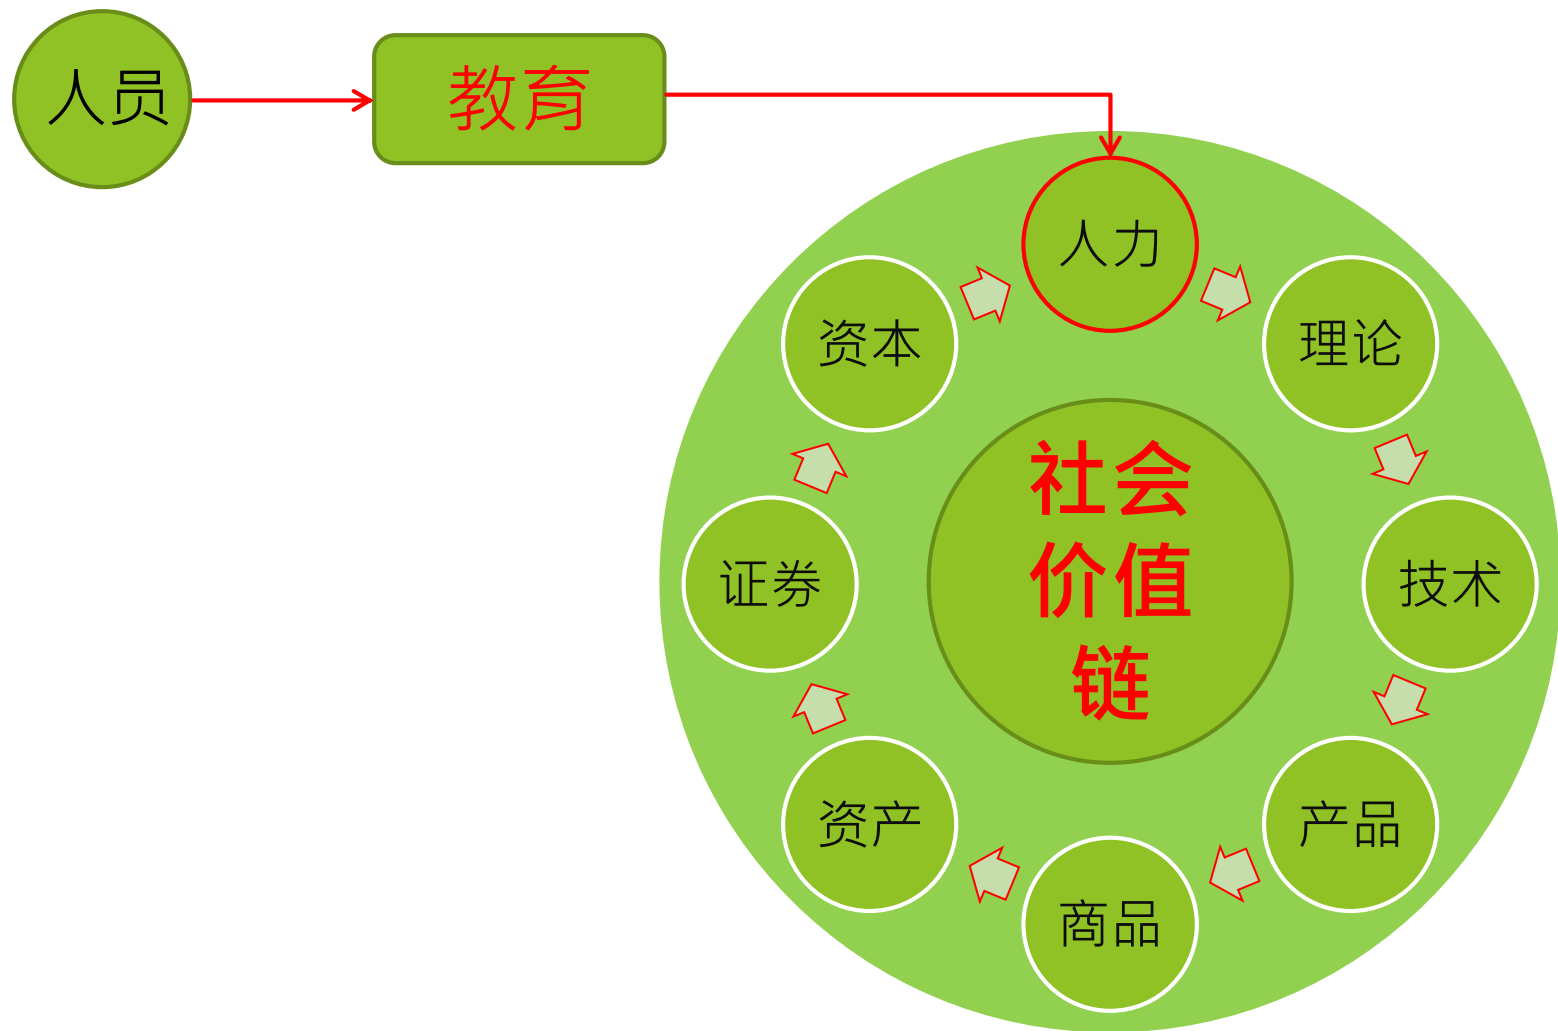 人员
教育
人力
理论
技术
产品
商品
资产
证券
资本
社会
价值
链